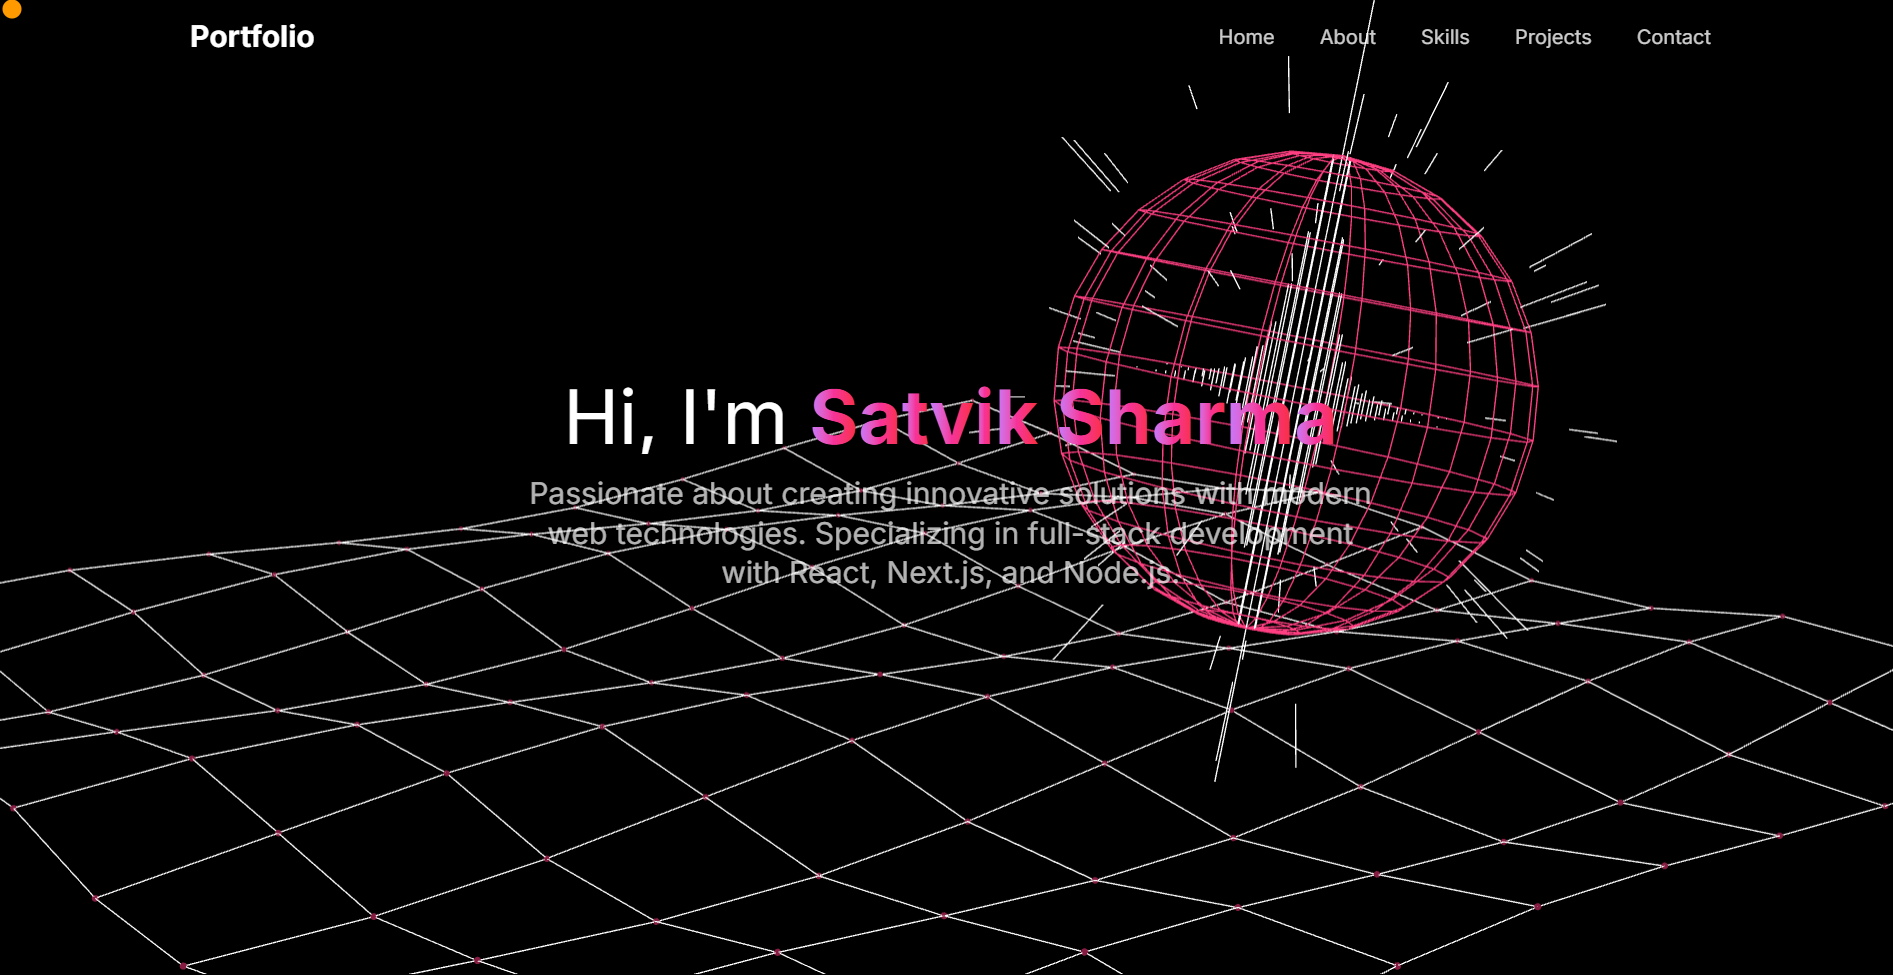 Portfolio
Home About Skills Projects Contact
Hi, I'm Satvik Sharma
Passionate about creating innovative solutions with modern
web technologies. Specializing in full-stack development
with React, Next.js, and Node.js.